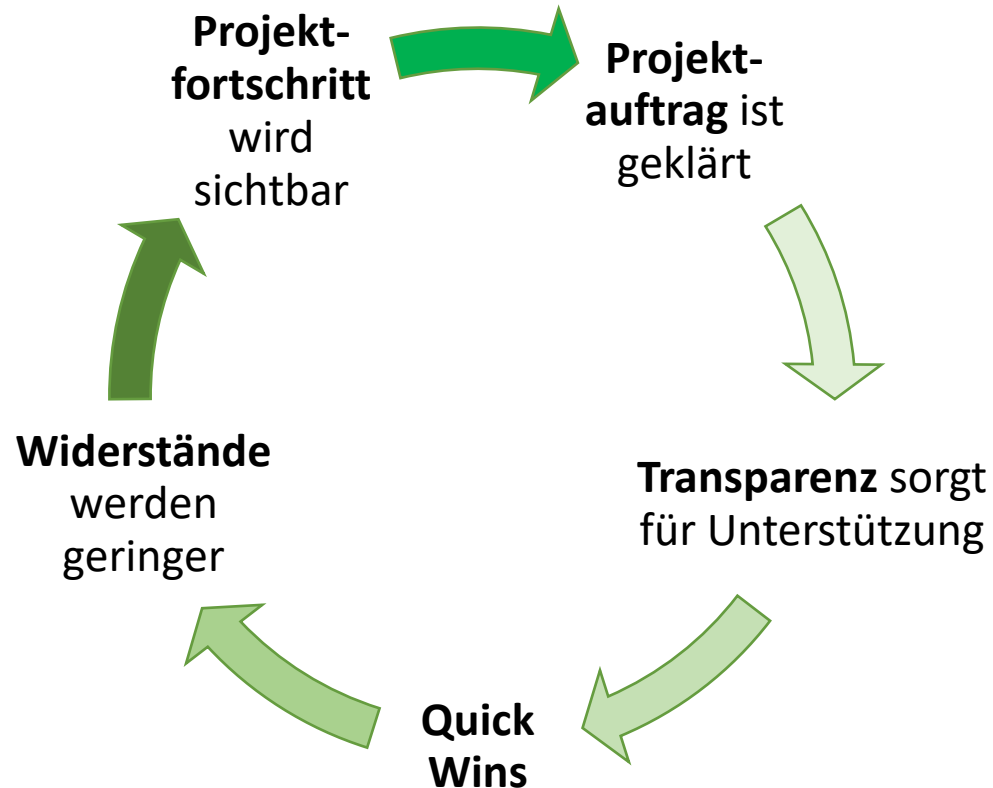 Projekt-
fortschritt
wird
sichtbar
Projekt-
auftrag ist
geklärt
Transparenz sorgt
für Unterstützung
Quick
Wins
Widerstände
werden
geringer